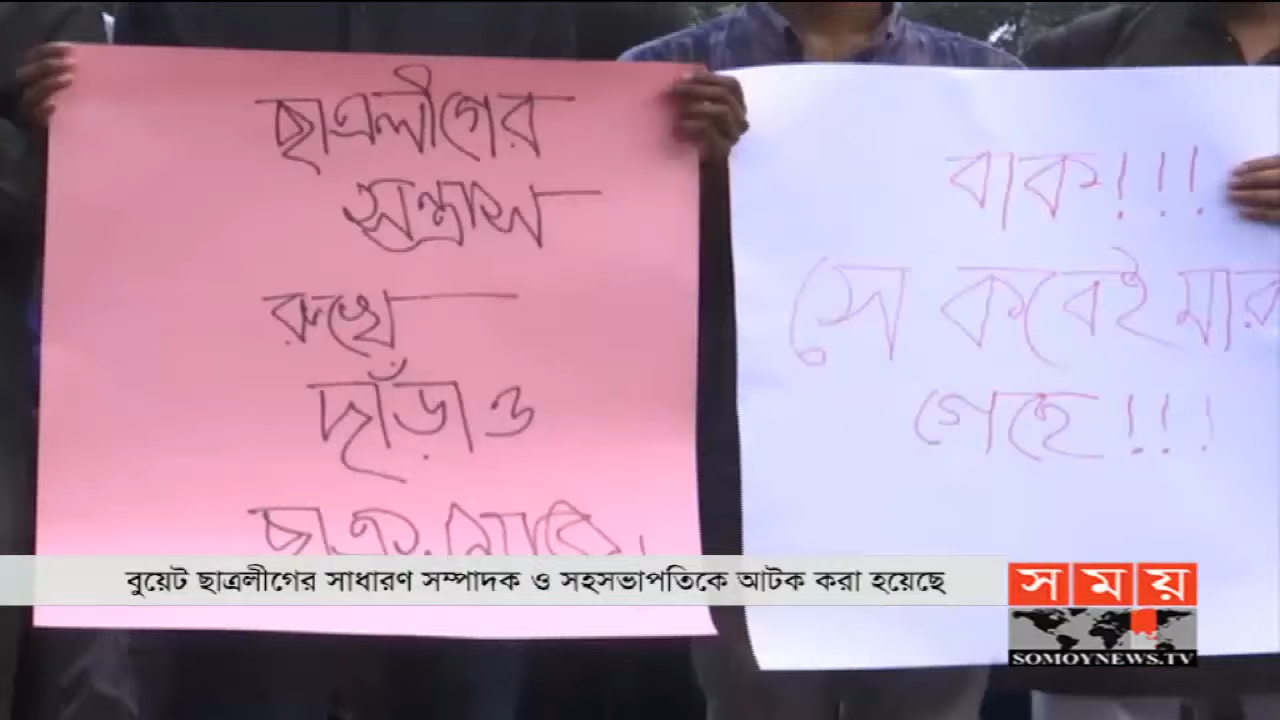 ছাত্রলীগের
সন্ত্রাস
রুখে
দাঁড়াও
বাক!!!
সে কবেই মারা
গেছে!!!
বুয়েট ছাত্রলীগের সাধারণ সম্পাদক ও সহসভাপতিকে আটক করা হয়েছে
সময়
SOMOYNEWS.TV